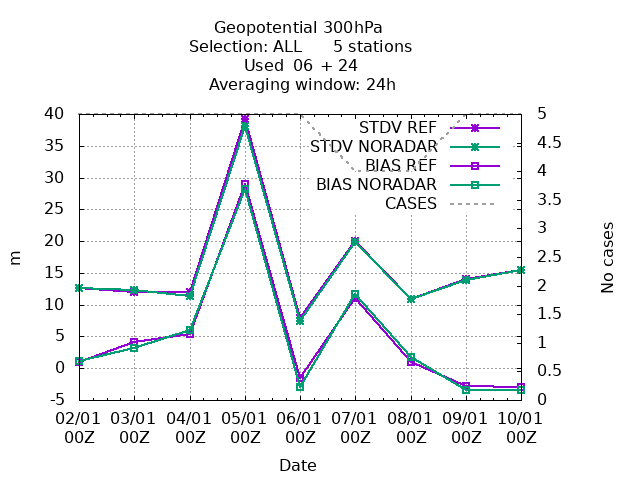 Geopotential 300hPa
Selection: ALL 5 stations
Used 06 + 24
Averaging window: 24h
40
35
30
25
20
15
10
5
0
-5
m
5
4.5
4
3.5
3
2.5
2
1.5
1
0.5
0
No cases
STDV REF
STDV NORADAR
BIAS REF
BIAS NORADAR
CASES
02/01 03/01 04/01 05/01 06/01 07/01 08/01 09/01 10/01
00Z 00Z 00Z 00Z 00Z 00Z 00Z 00Z 00Z
Date